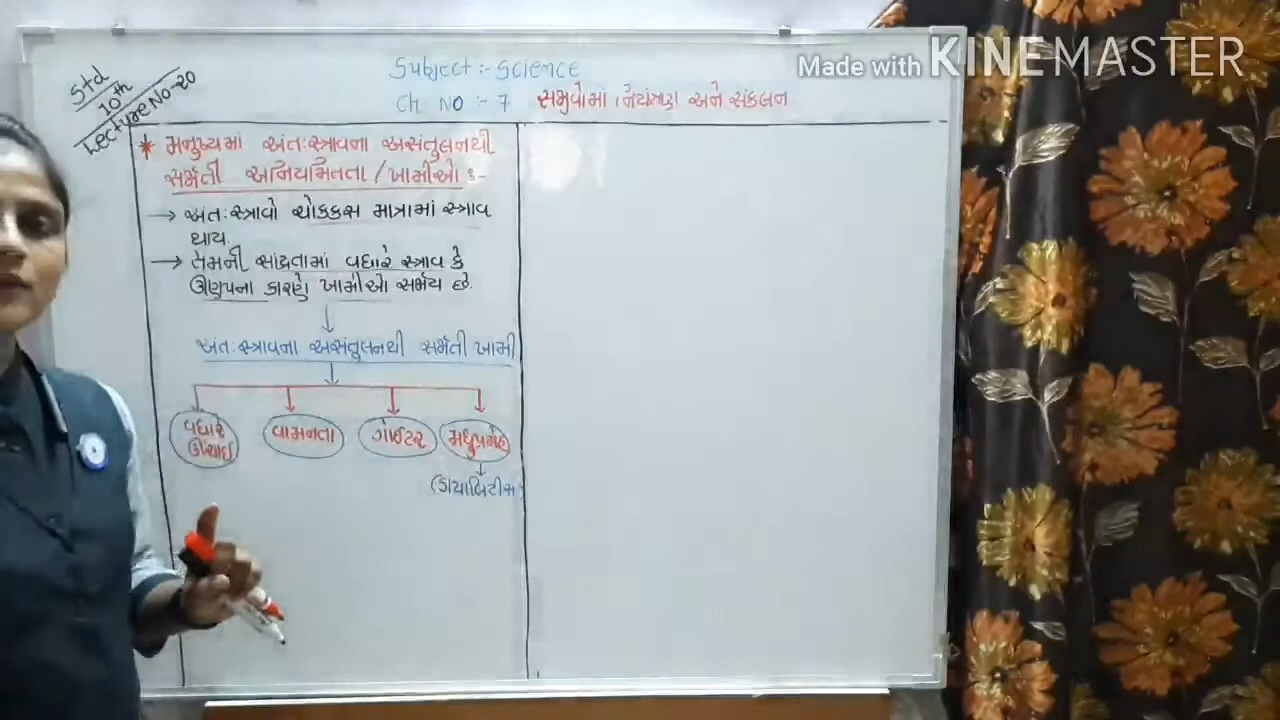 Made with KINEMASTER
Std
10th
Lecture No-20
Subject :- Science
Ch No :- 7 સજીવોમાં નિયંત્રણ અને સંકલન
* મનુષ્યમાં અંતઃસ્ત્રાવના અસંતુલનથી
સર્જાતી અનિયમિતતા / ખામીઓ :-
→ અંતઃસ્ત્રાવો ચોકકસ માત્રામાં સ્ત્રાવ
થાય.
→ તેમની સાંદ્રતામાં વધારે સ્ત્રાવ કે
ઊણપના કારણે ખામીઓ સર્જાય છે.
અંતઃસ્ત્રાવના અસંતુલનથી સર્જાતી ખામી
વધારે ઊંચાઈ
વામનતા
ગોઈટર
મધુપ્રમેહ
(ડાયાબિટીસ)